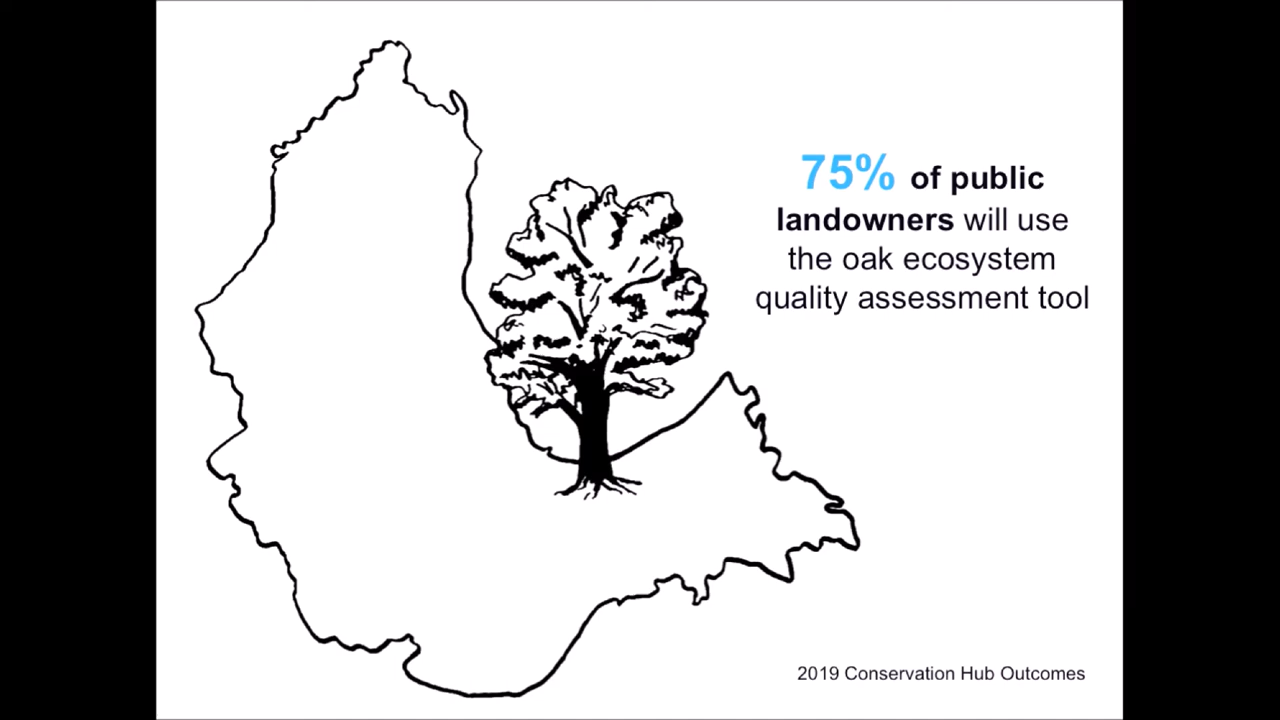 75% of public
landowners will use
the oak ecosystem
quality assessment tool
2019 Conservation Hub Outcomes